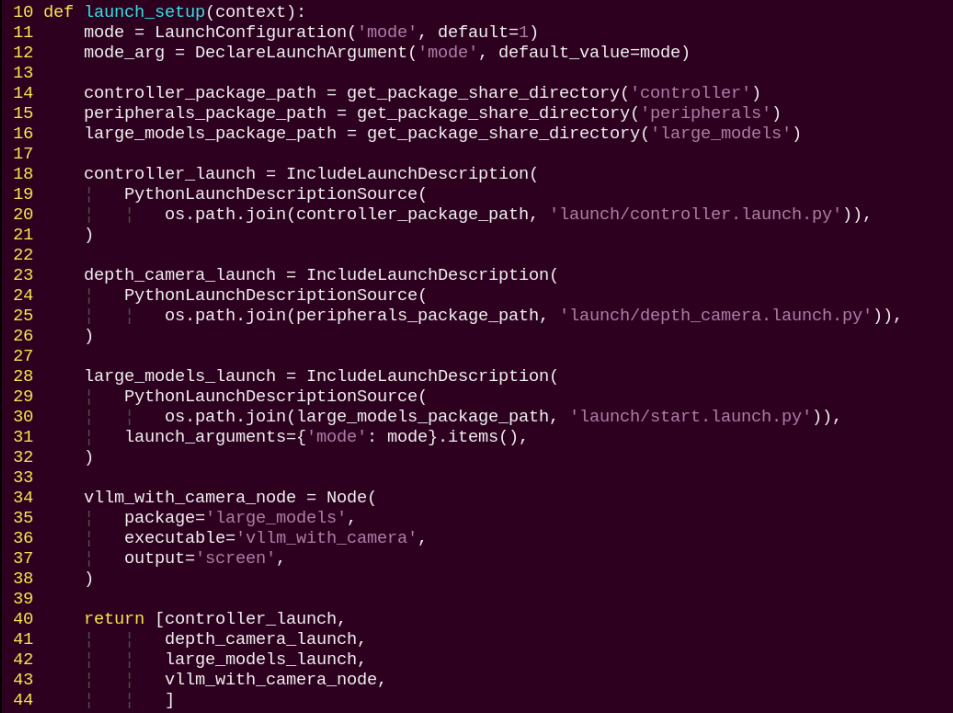 10 def launch_setup(context):
11     mode = LaunchConfiguration('mode', default=1)
12     mode_arg = DeclareLaunchArgument('mode', default_value=mode)
13
14     controller_package_path = get_package_share_directory('controller')
15     peripherals_package_path = get_package_share_directory('peripherals')
16     large_models_package_path = get_package_share_directory('large_models')
17
18     controller_launch = IncludeLaunchDescription(
19     ¦   PythonLaunchDescriptionSource(
20     ¦   ¦   os.path.join(controller_package_path, 'launch/controller.launch.py')),
21     )
22
23     depth_camera_launch = IncludeLaunchDescription(
24     ¦   PythonLaunchDescriptionSource(
25     ¦   ¦   os.path.join(peripherals_package_path, 'launch/depth_camera.launch.py')),
26     )
27
28     large_models_launch = IncludeLaunchDescription(
29     ¦   PythonLaunchDescriptionSource(
30     ¦   ¦   os.path.join(large_models_package_path, 'launch/start.launch.py')),
31     ¦   launch_arguments={'mode': mode}.items(),
32     )
33
34     vllm_with_camera_node = Node(
35     ¦   package='large_models',
36     ¦   executable='vllm_with_camera',
37     ¦   output='screen',
38     )
39
40     return [controller_launch,
41     ¦   ¦   depth_camera_launch,
42     ¦   ¦   large_models_launch,
43     ¦   ¦   vllm_with_camera_node,
44     ¦   ¦   ]